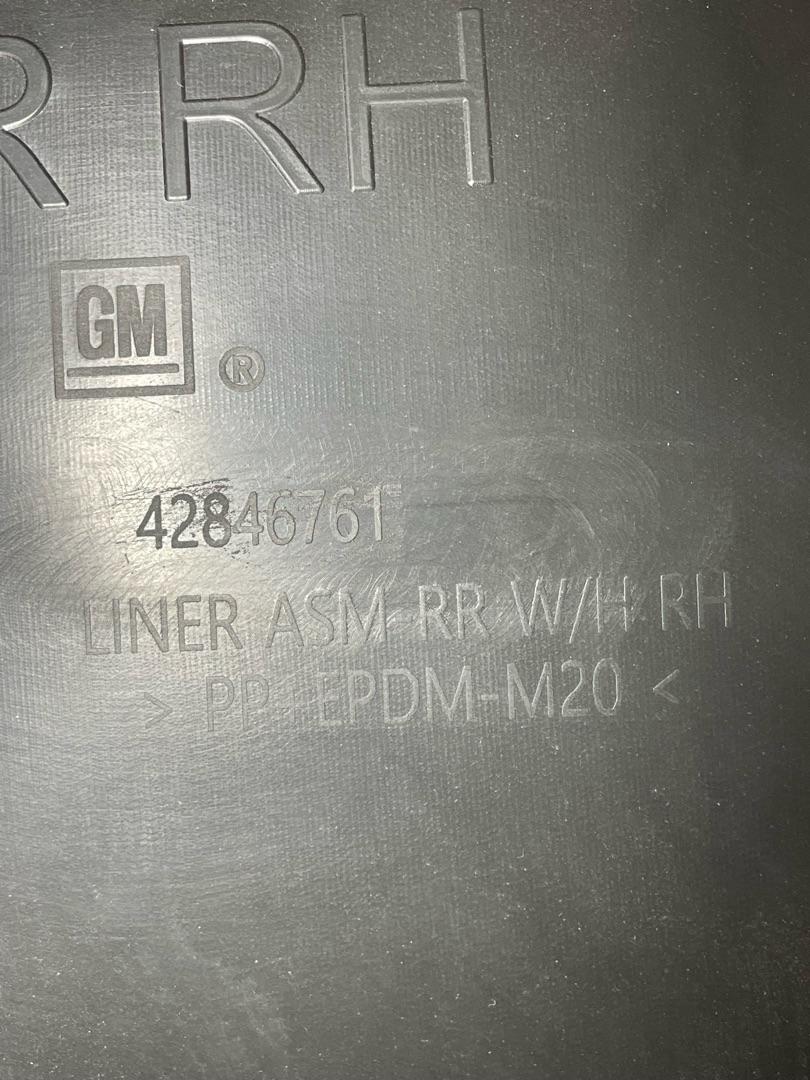 R RH
GM
®
42846761
LINER ASM RR W/H RH
> PP+EPDM-M20 <